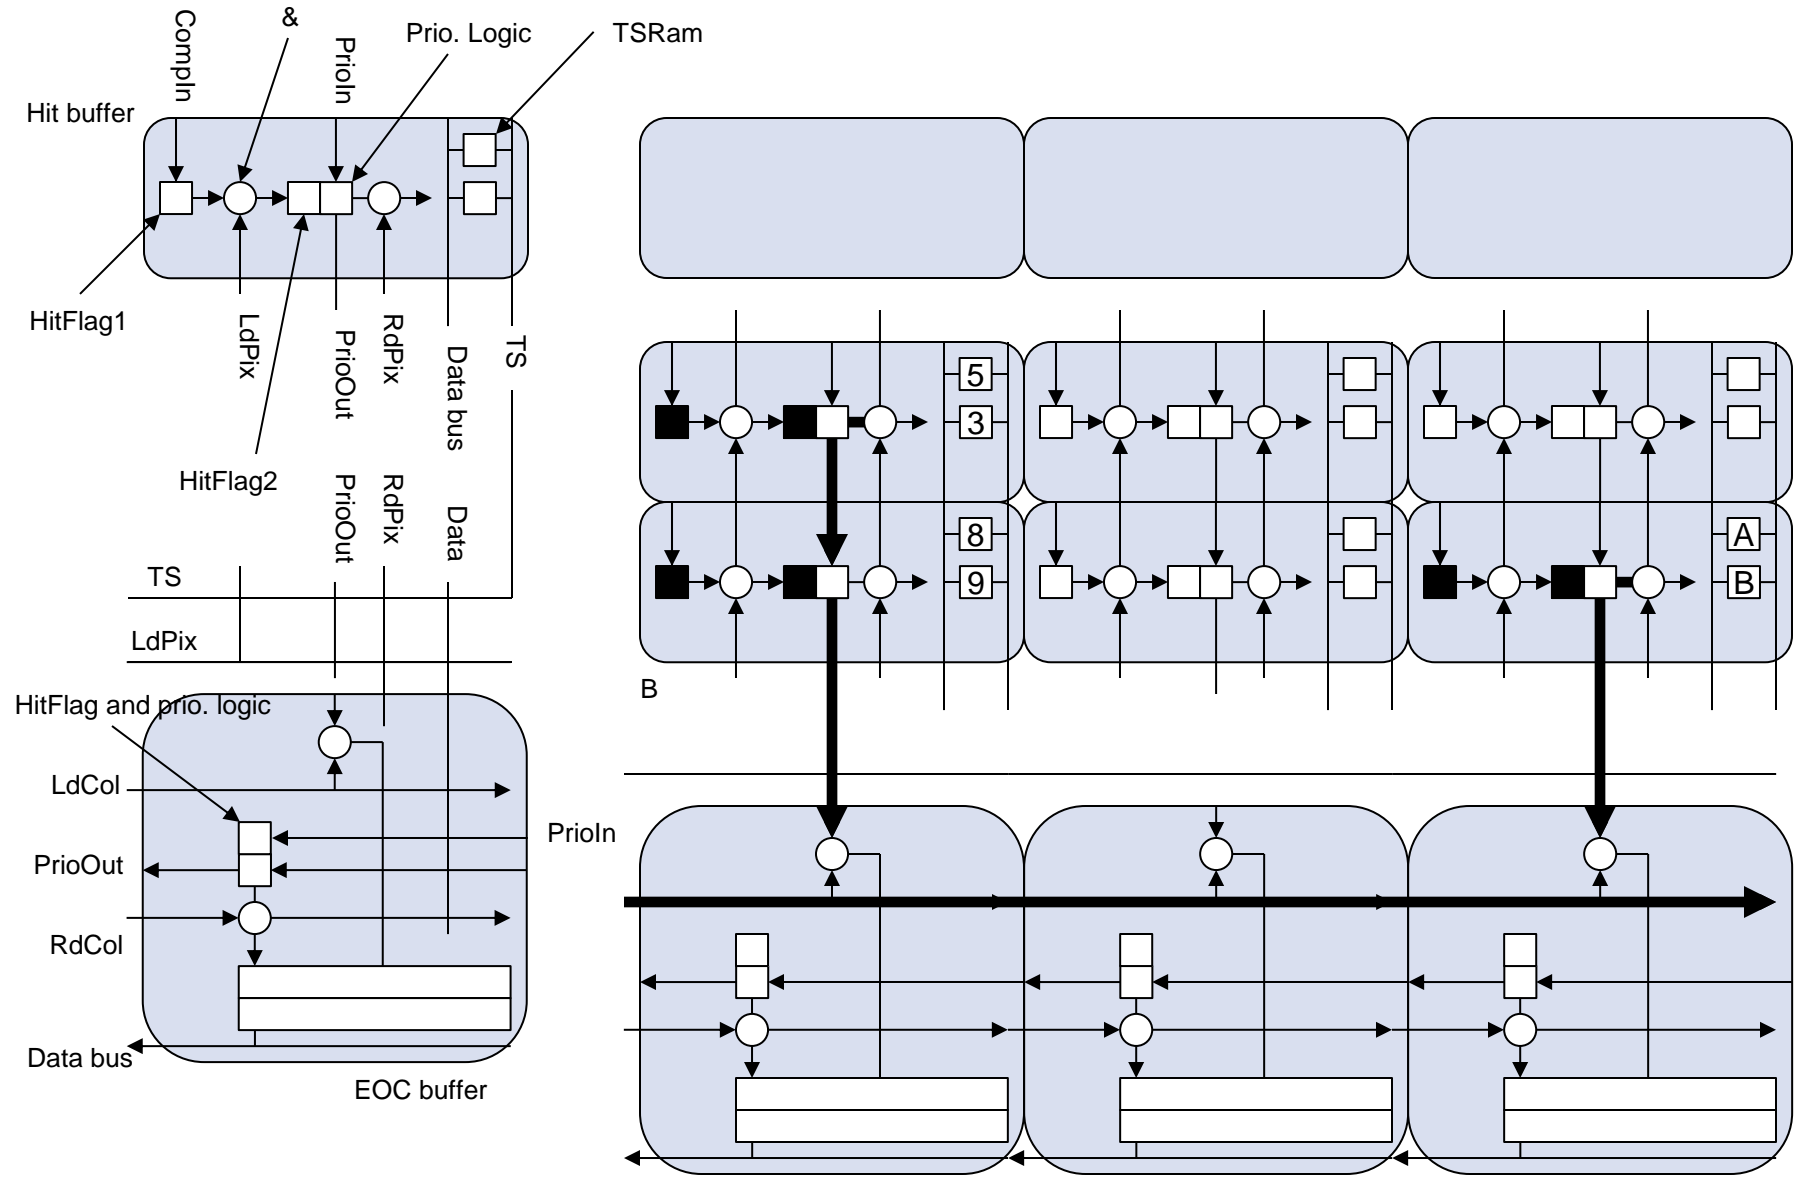 CompIn
&
PrioIn
Prio. Logic
TSRam
Hit buffer
HitFlag1
LdPix
PrioOut
RdPix
Data bus
TS
HitFlag2
PrioOut
RdPix
Data
TS
LdPix
HitFlag and prio. logic
LdCol
PrioIn
PrioOut
RdCol
Data bus
EOC buffer
5
3
8
9
A
B
B